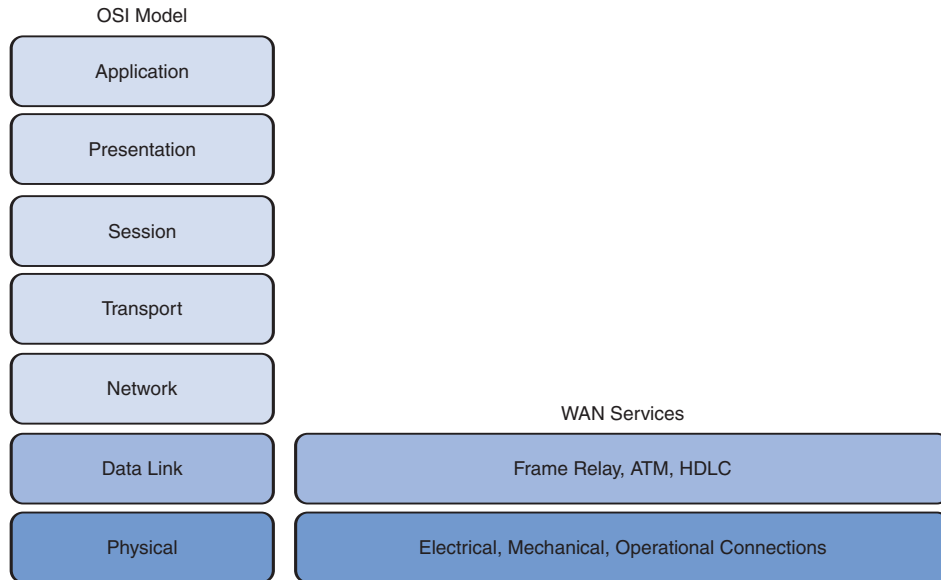 OSI Model
Application
Presentation
Session
Transport
Network
WAN Services
Data Link
Frame Relay, ATM, HDLC
Physical
Electrical, Mechanical, Operational Connections